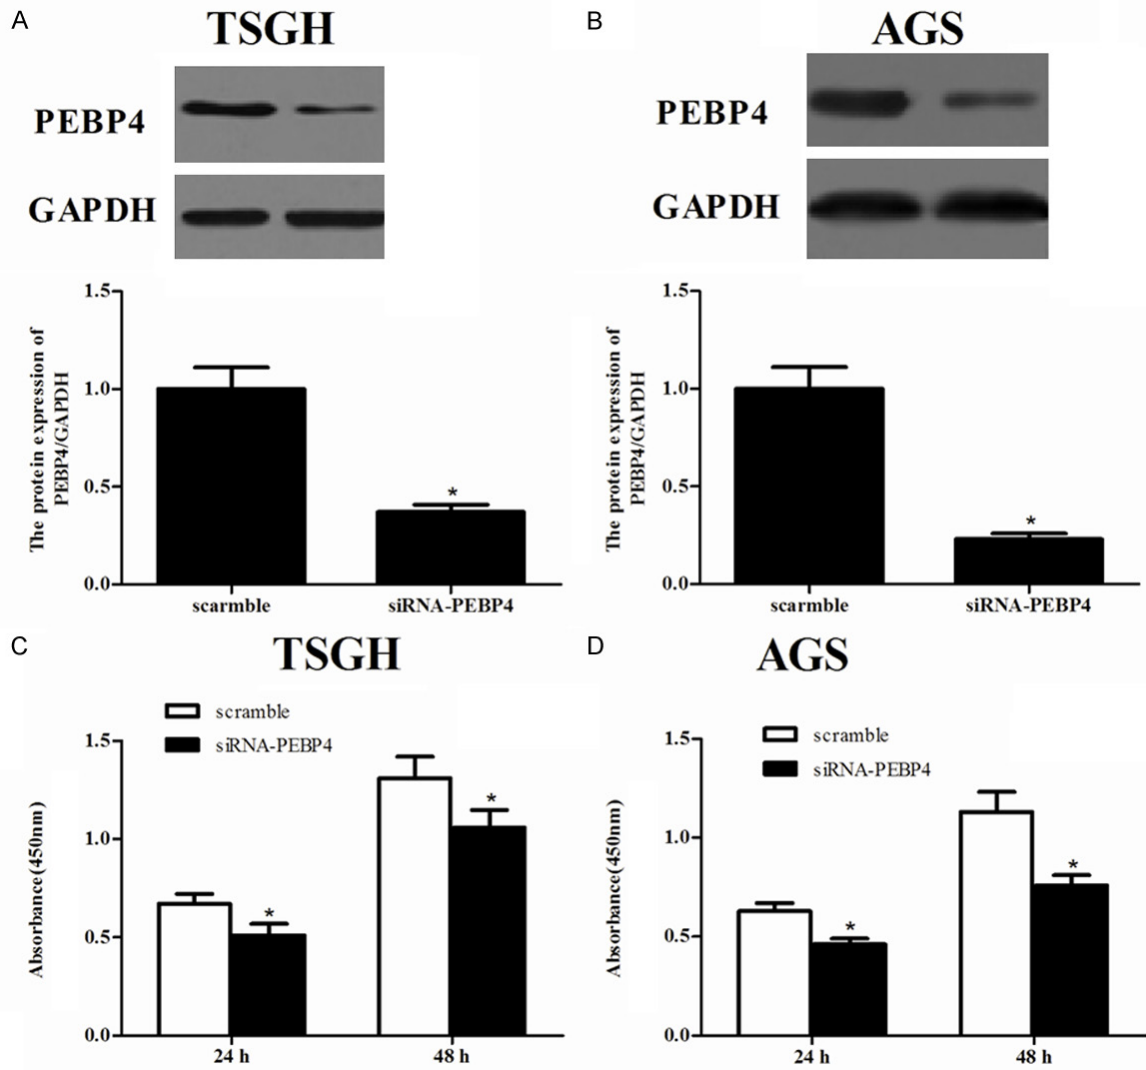 A
TSGH
PEBP4
GAPDH
1.5
1.0
0.5
0.0
The protein expression of
PEBP4/GAPDH
*
scarmble
siRNA-PEBP4
B
AGS
PEBP4
GAPDH
1.5
1.0
0.5
0.0
The protein expression of
PEBP4/GAPDH
*
scarmble
siRNA-PEBP4
C
TSGH
scramble
siRNA-PEBP4
1.5
1.0
0.5
0.0
Absorbance(450nm)
*
*
24 h
48 h
D
AGS
scramble
siRNA-PEBP4
1.5
1.0
0.5
0.0
Absorbance(450nm)
*
*
24 h
48 h